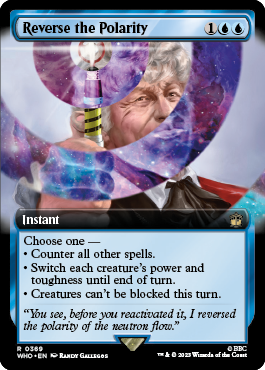 Reverse the Polarity 1
Instant
Choose one —
• Counter all other spells.
• Switch each creature's power and
toughness until end of turn.
• Creatures can't be blocked this turn.
“You see, before you reactivated it, I reversed
the polarity of the neutron flow.”
R 0369
WHO • EN Randy Gallegos
© BBC
™ & © 2023 Wizards of the Coast